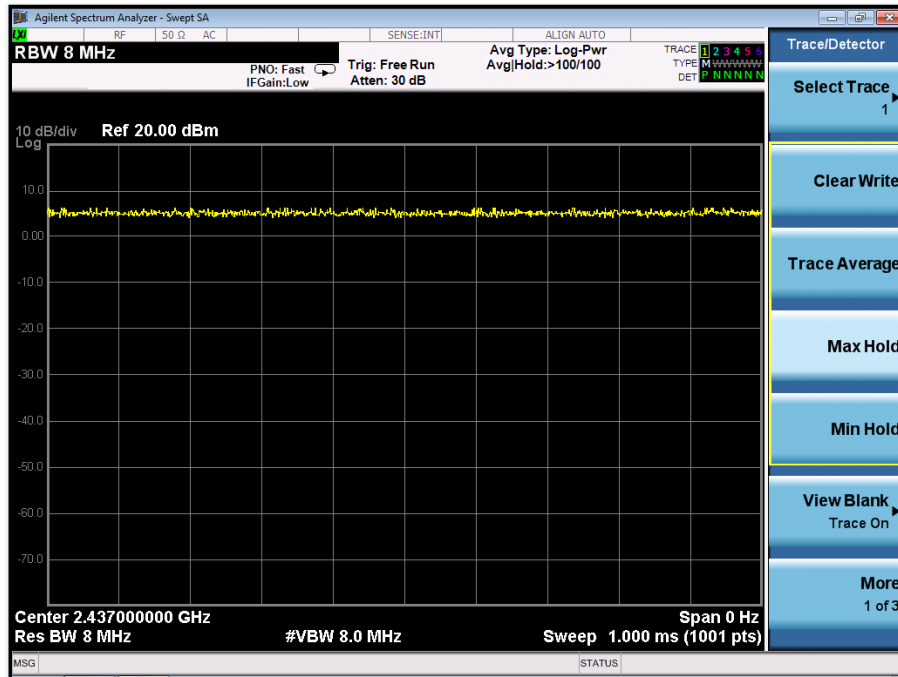 Agilent Spectrum Analyzer - Swept SA
LXI RF 50 Ω AC SENSE:INT ALIGN AUTO
RBW 8 MHz
PNO: Fast
IFGain:Low
Trig: Free Run
Atten: 30 dB
Avg Type: Log-Pwr
Avg|Hold:>100/100
TRACE 1 2 3 4 5 6
TYPE M W W W W W
DET P N N N N N
10 dB/div Ref 20.00 dBm
Log
10.0
0.00
-10.0
-20.0
-30.0
-40.0
-50.0
-60.0
-70.0
Center 2.437000000 GHz Span 0 Hz
Res BW 8 MHz #VBW 8.0 MHz Sweep 1.000 ms (1001 pts)
MSG STATUS
Trace/Detector
Select Trace
1
Clear Write
Trace Average
Max Hold
Min Hold
View Blank
Trace On
More
1 of 3